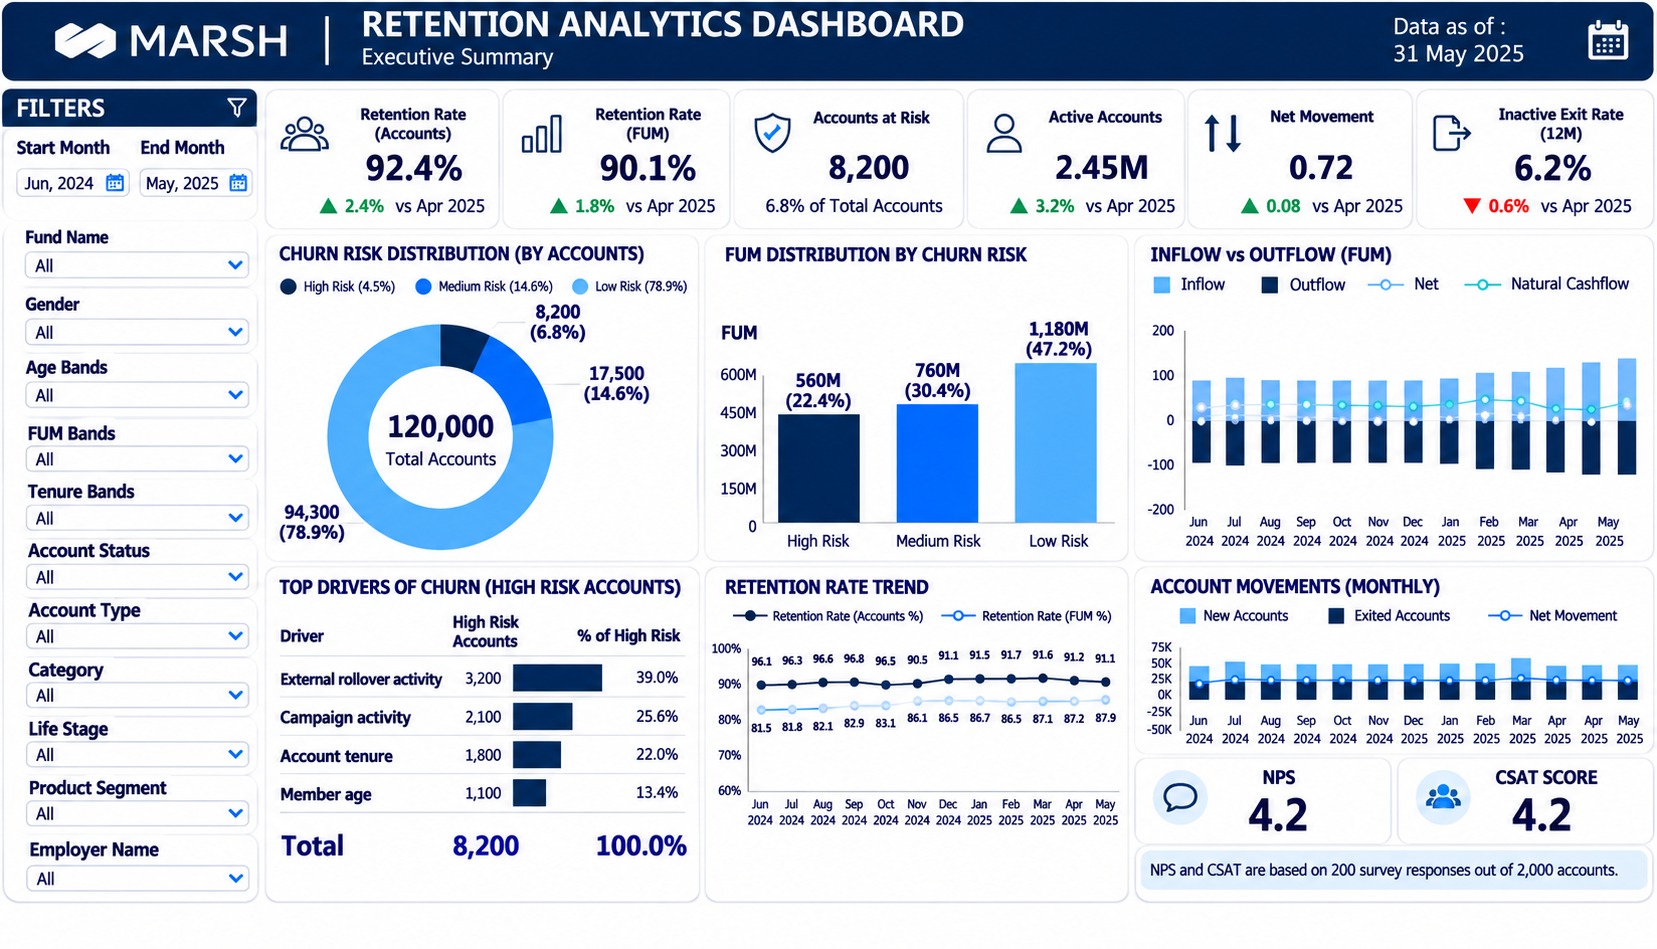 MARSH
RETENTION ANALYTICS DASHBOARD
Executive Summary
Data as of :
31 May 2025
FILTERS
Start Month
End Month
Jun, 2024
May, 2025
Fund Name
All
Gender
All
Age Bands
All
FUM Bands
All
Tenure Bands
All
Account Status
All
Account Type
All
Category
All
Life Stage
All
Product Segment
All
Employer Name
All
Retention Rate
(Accounts)
92.4%
2.4% vs Apr 2025
Retention Rate
(FUM)
90.1%
1.8% vs Apr 2025
Accounts at Risk
8,200
6.8% of Total Accounts
Active Accounts
2.45M
3.2% vs Apr 2025
Net Movement
0.72
0.08 vs Apr 2025
Inactive Exit Rate
(12M)
6.2%
0.6% vs Apr 2025
CHURN RISK DISTRIBUTION (BY ACCOUNTS)
High Risk (4.5%) Medium Risk (14.6%) Low Risk (78.9%)
8,200
(6.8%)
17,500
(14.6%)
120,000
Total Accounts
94,300
(78.9%)
FUM DISTRIBUTION BY CHURN RISK
FUM
600M
450M
300M
150M
0
560M
(22.4%)
760M
(30.4%)
1,180M
(47.2%)
High Risk Medium Risk Low Risk
INFLOW vs OUTFLOW (FUM)
Inflow Outflow Net Natural Cashflow
200
100
0
-100
-200
Jun Jul Aug Sep Oct Nov Dec Jan Feb Mar Apr May
2024 2024 2024 2024 2024 2024 2024 2025 2025 2025 2025 2025
TOP DRIVERS OF CHURN (HIGH RISK ACCOUNTS)
Driver
High Risk
Accounts
% of High Risk
External rollover activity 3,200 39.0%
Campaign activity 2,100 25.6%
Account tenure 1,800 22.0%
Member age 1,100 13.4%
Total 8,200 100.0%
RETENTION RATE TREND
Retention Rate (Accounts %) Retention Rate (FUM %)
100%
90%
80%
70%
60%
96.1 96.3 96.6 96.8 96.5 90.5 91.1 91.5 91.7 91.6 91.2 91.1
81.5 81.8 82.1 82.9 83.1 86.1 86.5 86.7 86.5 87.1 87.2 87.9
Jun Jul Aug Sep Oct Nov Dec Jan Feb Mar Apr May
2024 2024 2024 2024 2024 2024 2024 2025 2025 2025 2025 2025
ACCOUNT MOVEMENTS (MONTHLY)
New Accounts Exited Accounts Net Movement
75K
50K
25K
0K
-25K
-50K
Jun Jul Aug Sep Oct Nov Dec Jan Feb Mar Apr Apr May
2024 2024 2024 2024 2024 2024 2024 2025 2025 2025 2025 2025 2025
NPS
4.2
CSAT SCORE
4.2
NPS and CSAT are based on 200 survey responses out of 2,000 accounts.